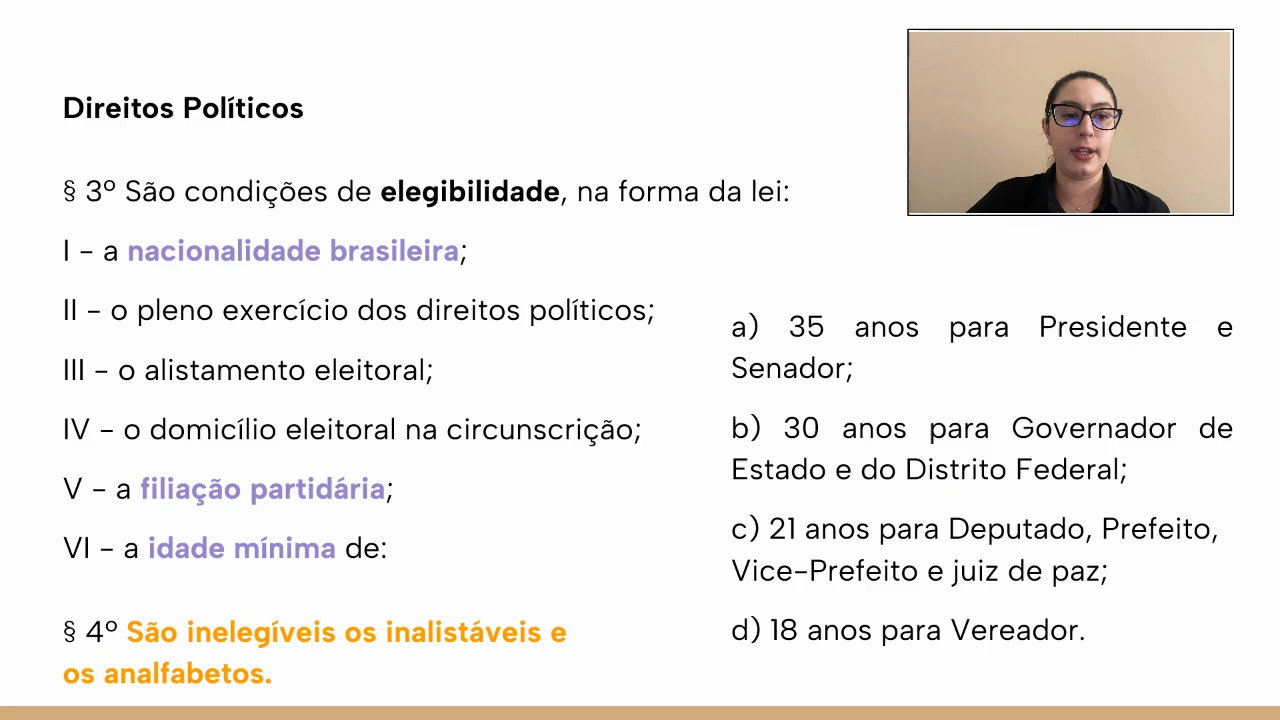 Direitos Políticos
§ 3º São condições de elegibilidade, na forma da lei:
I – a nacionalidade brasileira;
II – o pleno exercício dos direitos políticos;
III – o alistamento eleitoral;
IV – o domicílio eleitoral na circunscrição;
V – a filiação partidária;
VI – a idade mínima de:
§ 4º São inelegíveis os inalistáveis e
os analfabetos.
a) 35 anos para Presidente e
Senador;
b) 30 anos para Governador de
Estado e do Distrito Federal;
c) 21 anos para Deputado, Prefeito,
Vice-Prefeito e juiz de paz;
d) 18 anos para Vereador.